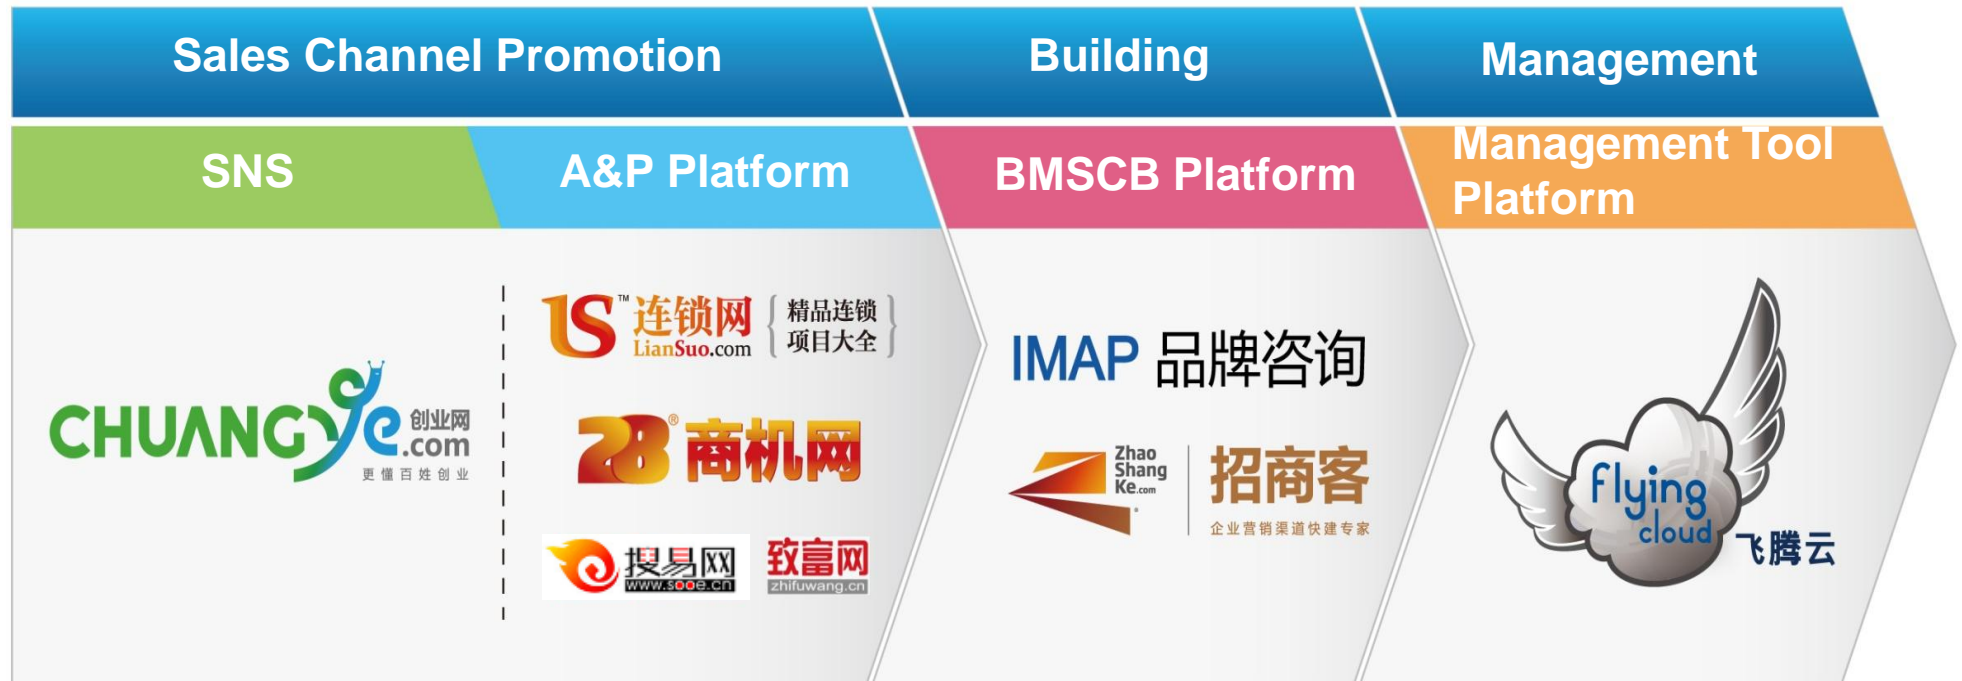 Sales Channel Promotion
Building
Management
SNS
A&P Platform
BMSCB Platform
Management Tool
Platform
CHUANGYe
创业网
.com
更懂百姓创业
LS™
连锁网
LianSuo.com
精品连锁
项目大全
28®商机网
搜易网
www.sooe.cn
致富网
zhifuwang.cn
IMAP 品牌咨询
Zhao
Shang
Ke.com
®
招商客
企业营销渠道快建专家
flying
cloud
飞腾云